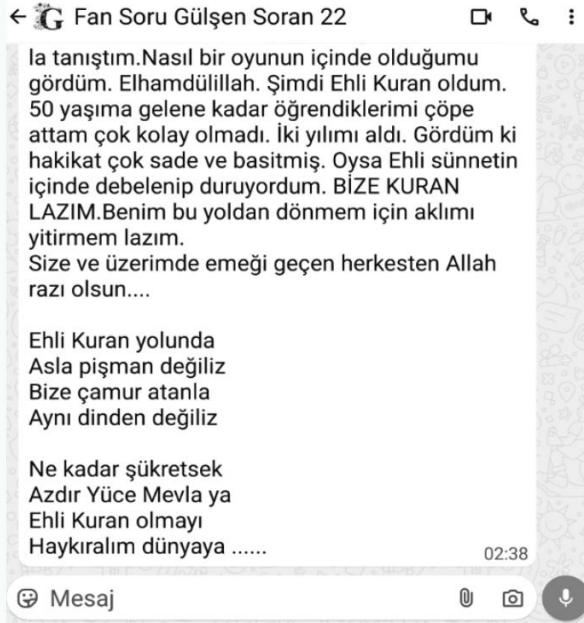 Fan Soru Gülşen Soran 22
la tanıştım.Nasıl bir oyunun içinde olduğumu
gördüm. Elhamdülillah. Şimdi Ehli Kuran oldum.
50 yaşıma gelene kadar öğrendiklerimi çöpe
attam çok kolay olmadı. İki yılımı aldı. Gördüm ki
hakikat çok sade ve basitmiş. Oysa Ehli sünnetin
içinde debelenip duruyordum. BİZE KURAN
LAZIM.Benim bu yoldan dönmem için aklımı
yitirmem lazım.
Size ve üzerimde emeği geçen herkesten Allah
razı olsun....
Ehli Kuran yolunda
Asla pişman değiliz
Bize çamur atanla
Aynı dinden değiliz
Ne kadar şükretsek
Azdır Yüce Mevla ya
Ehli Kuran olmayı
Haykıralım dünyaya ......
02:38
Mesaj